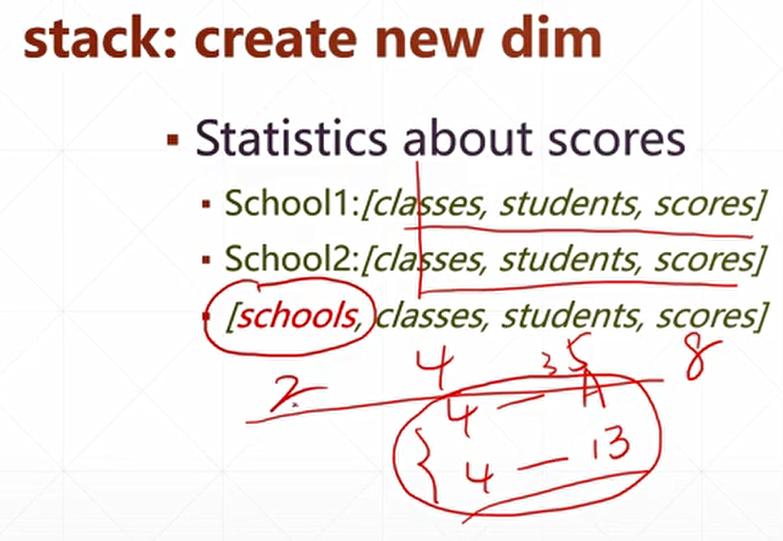 stack: create new dim
▪ Statistics about scores
▪ School1:[classes, students, scores]
▪ School2:[classes, students, scores]
▪ [schools, classes, students, scores]
2 4 35 8
4 — A
{ 4 — 13